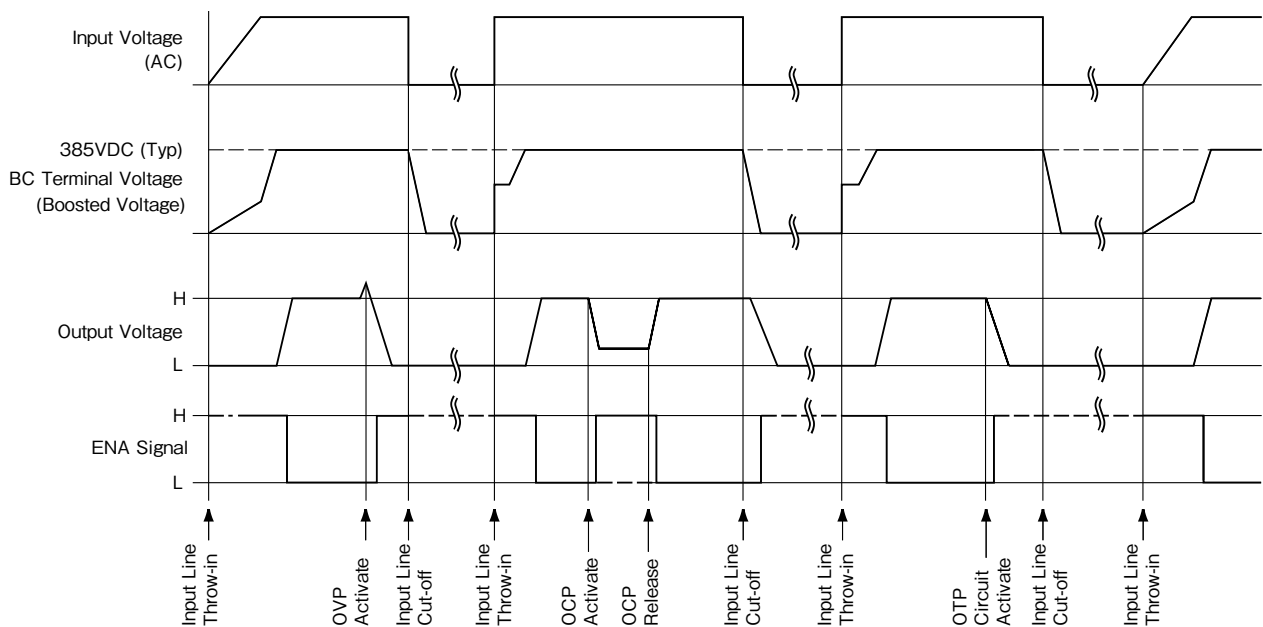 Input Voltage
(AC)
385VDC (Typ)
BC Terminal Voltage
(Boosted Voltage)
H
Output Voltage
L
H
ENA Signal
L
Input Line
Throw-in
OVP
Activate
Input Line
Cut-off
Input Line
Throw-in
OCP
Activate
OCP
Release
Input Line
Cut-off
Input Line
Throw-in
OTP
Circuit
Activate
Input Line
Cut-off
Input Line
Throw-in